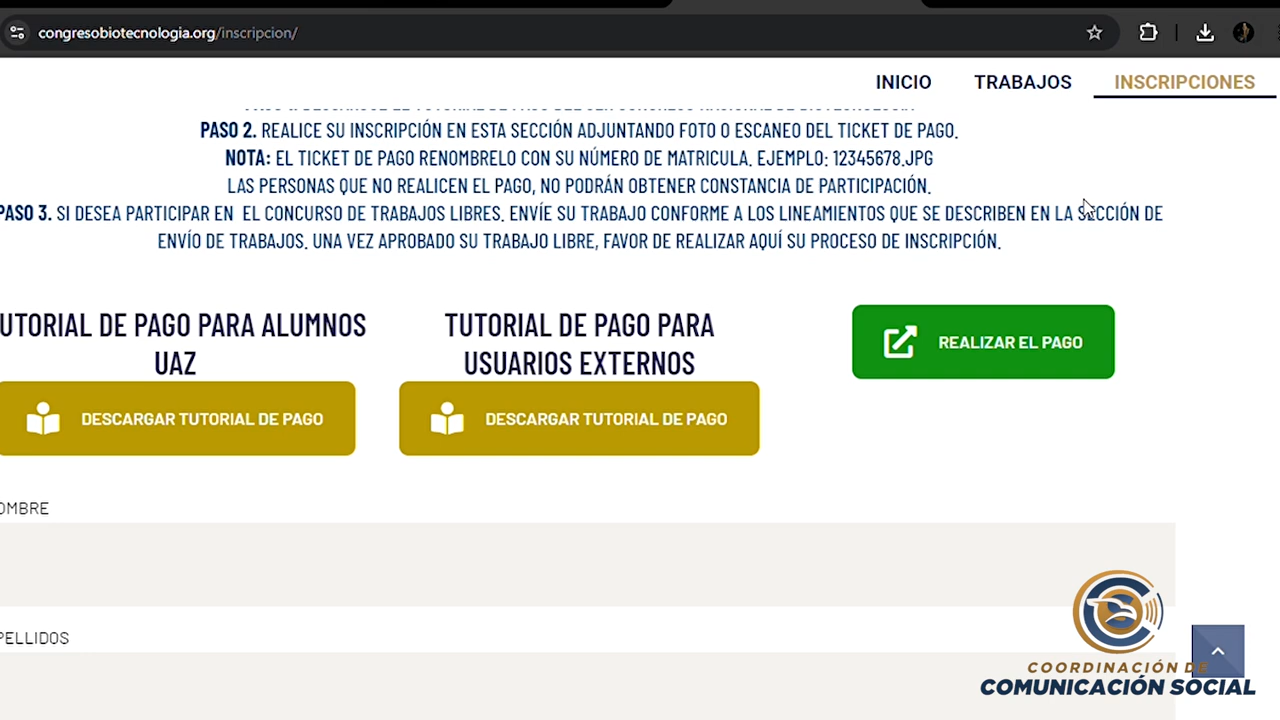 congresobiotecnologia.org/inscripcion/
INICIO TRABAJOS INSCRIPCIONES
PASO 2. REALICE SU INSCRIPCIÓN EN ESTA SECCIÓN ADJUNTANDO FOTO O ESCANEO DEL TICKET DE PAGO.
NOTA: EL TICKET DE PAGO RENOMBRELO CON SU NÚMERO DE MATRICULA. EJEMPLO: 12345678.JPG
LAS PERSONAS QUE NO REALICEN EL PAGO, NO PODRÁN OBTENER CONSTANCIA DE PARTICIPACIÓN.
PASO 3. SI DESEA PARTICIPAR EN EL CONCURSO DE TRABAJOS LIBRES. ENVÍE SU TRABAJO CONFORME A LOS LINEAMIENTOS QUE SE DESCRIBEN EN LA SECCIÓN DE
ENVÍO DE TRABAJOS. UNA VEZ APROBADO SU TRABAJO LIBRE, FAVOR DE REALIZAR AQUÍ SU PROCESO DE INSCRIPCIÓN.
UTORIAL DE PAGO PARA ALUMNOS
UAZ
DESCARGAR TUTORIAL DE PAGO
TUTORIAL DE PAGO PARA
USUARIOS EXTERNOS
DESCARGAR TUTORIAL DE PAGO
REALIZAR EL PAGO
OMBRE
PELLIDOS
COORDINACIÓN DE
COMUNICACIÓN SOCIAL